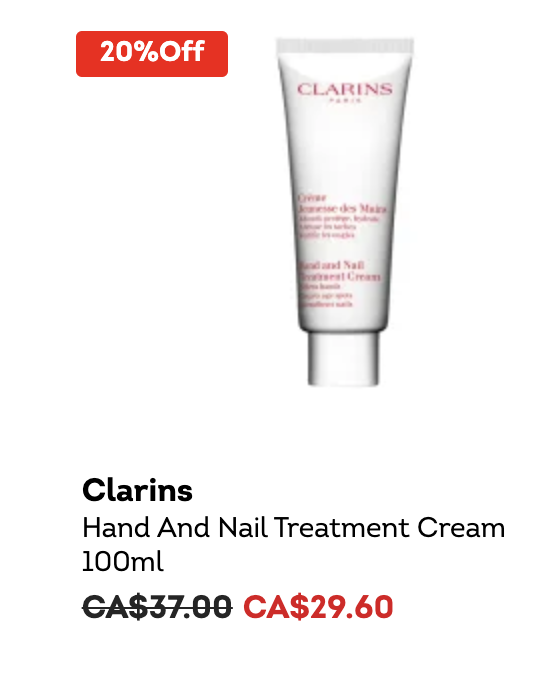 20%Off
CLARINS
PARIS
Crème
Jeunesse des Mains
Hand and Nail
Treatment Cream
Clarins
Hand And Nail Treatment Cream
100ml
CA$37.00 CA$29.60